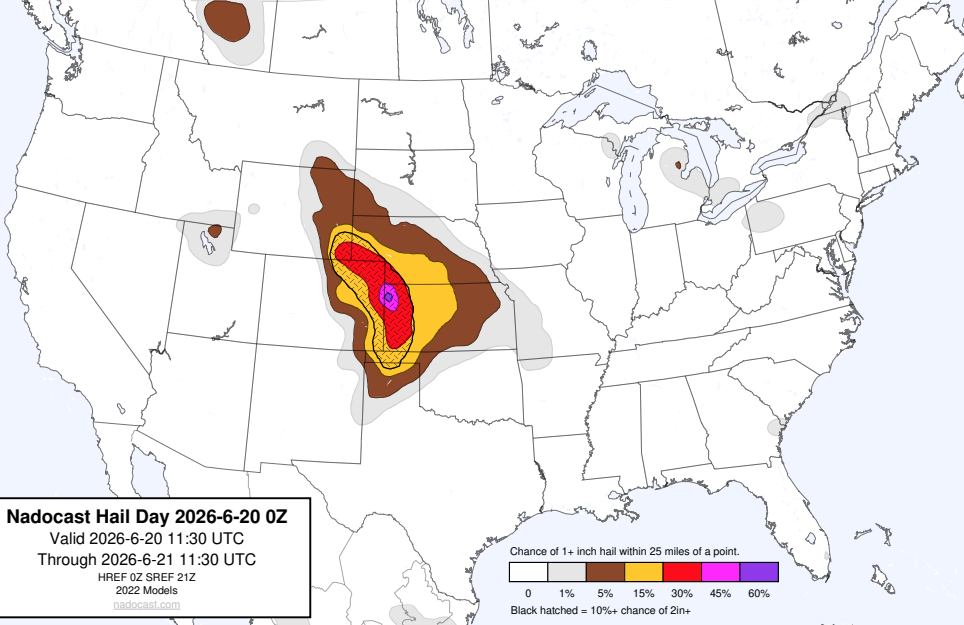 Nadocast Hail Day 2026-6-20 0Z
Valid 2026-6-20 11:30 UTC
Through 2026-6-21 11:30 UTC
HREF 0Z SREF 21Z
2022 Models
nadocast.com
Chance of 1+ inch hail within 25 miles of a point.
0 1% 5% 15% 30% 45% 60%
Black hatched = 10%+ chance of 2in+